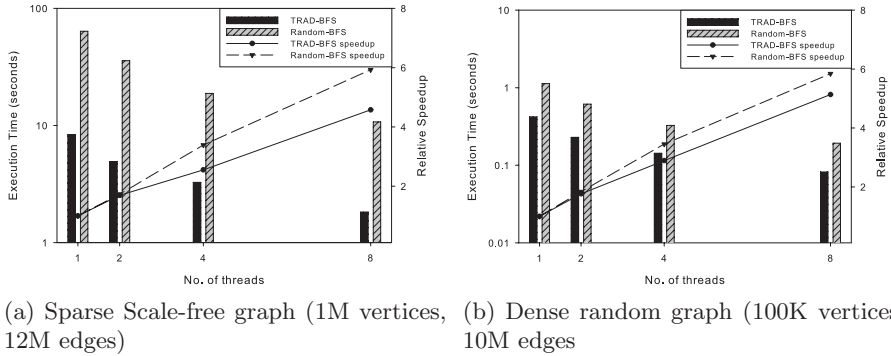 TRAD-BFS
Random-BFS
TRAD-BFS speedup
Random-BFS speedup
Execution Time (seconds)
100
10
1
Relative Speedup
8
6
4
2
1 2 4 8
No. of threads
(a) Sparse Scale-free graph (1M vertices,
12M edges)
TRAD-BFS
Random-BFS
TRAD-BFS speedup
Random-BFS speedup
Execution Time (seconds)
10
1
0.1
0.01
Relative Speedup
8
6
4
2
1 2 4 8
No. of threads
(b) Dense random graph (100K vertices
10M edges